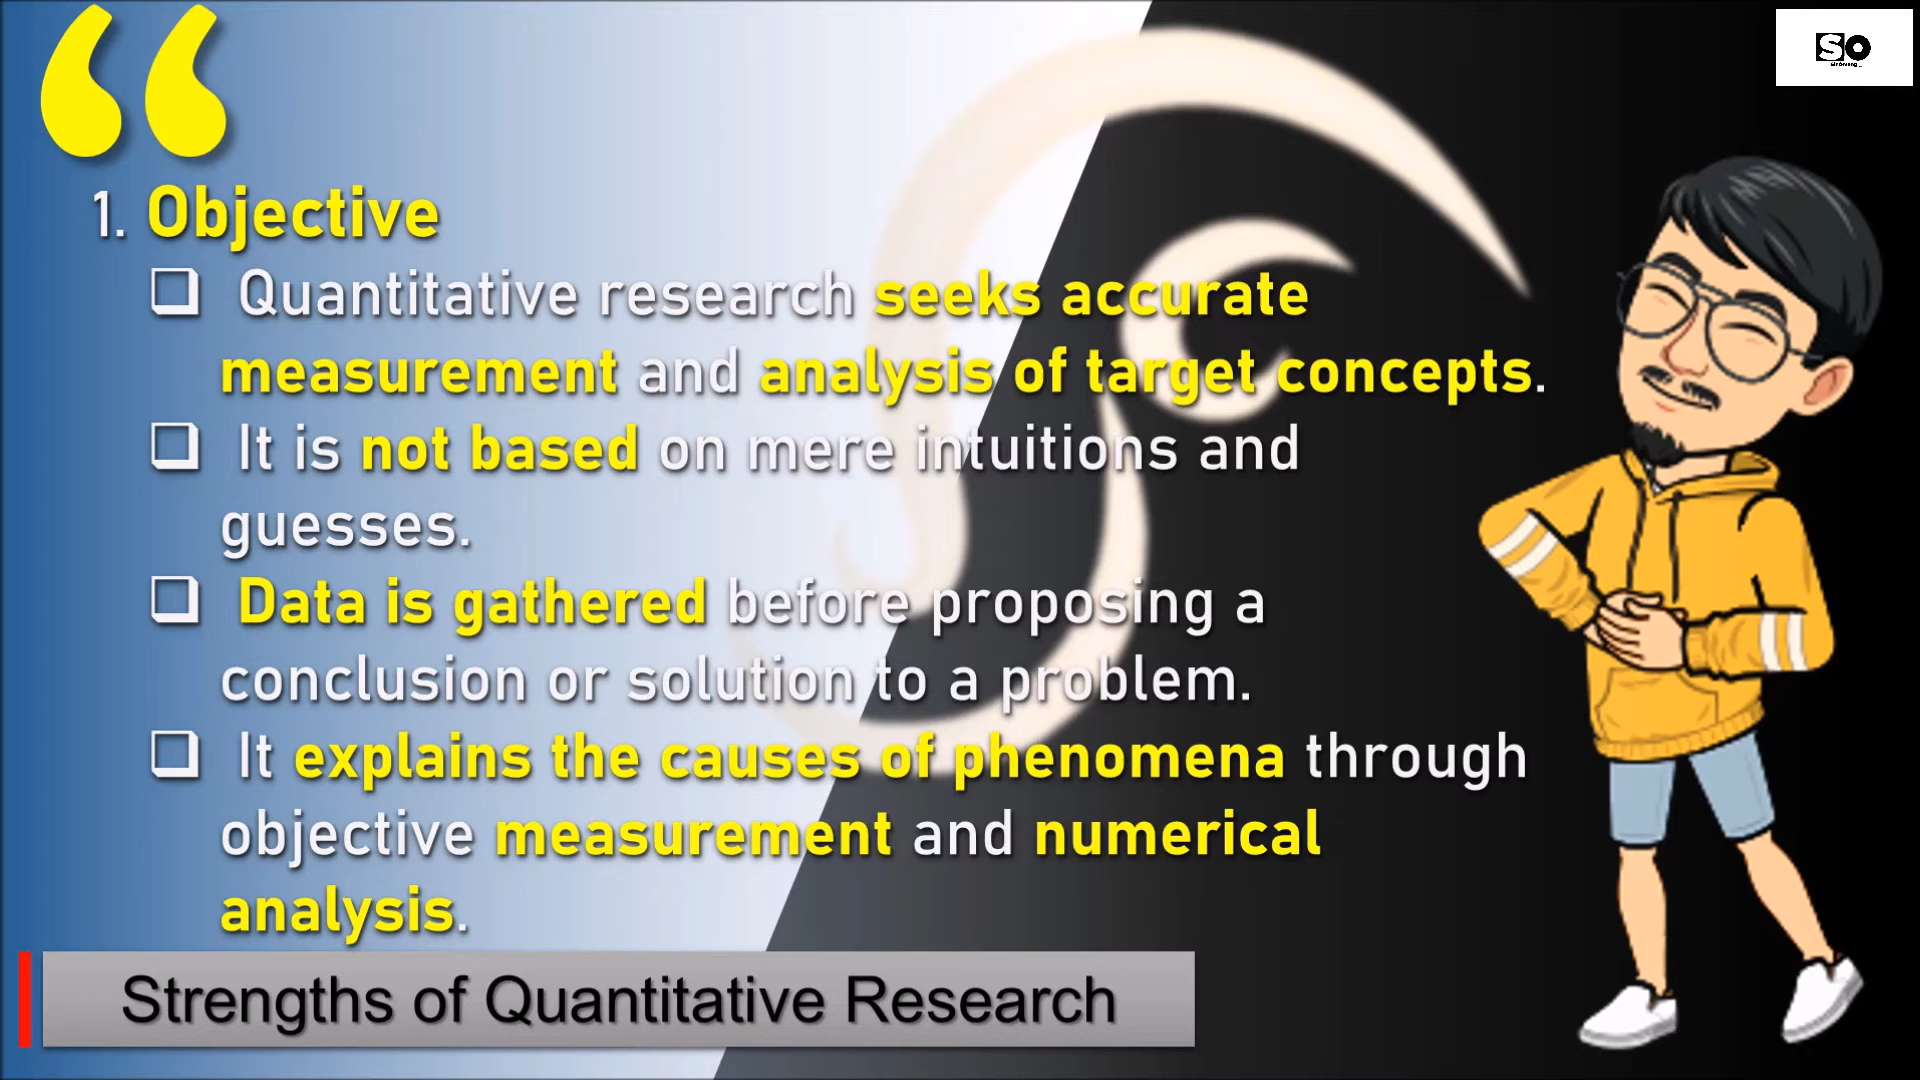 SO
1. Objective
❑ Quantitative research seeks accurate
measurement and analysis of target concepts.
❑ It is not based on mere intuitions and
guesses.
❑ Data is gathered before proposing a
conclusion or solution to a problem.
❑ It explains the causes of phenomena through
objective measurement and numerical
analysis.
Strengths of Quantitative Research